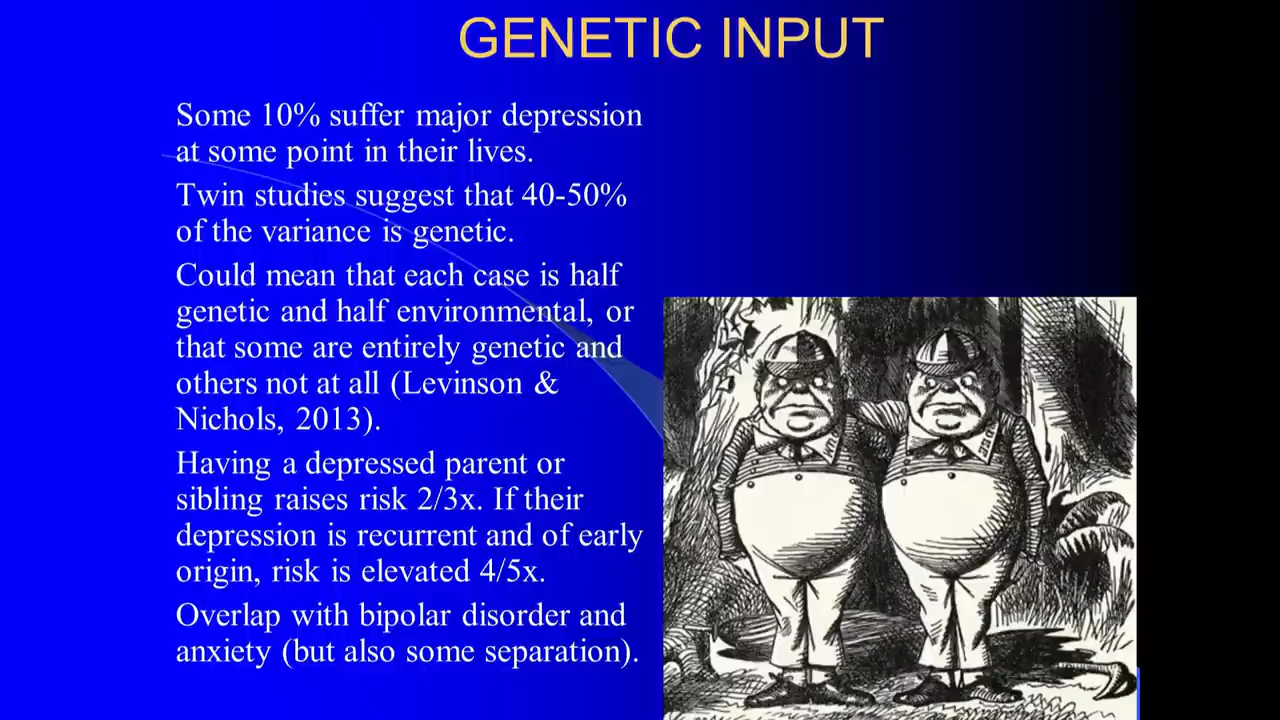 GENETIC INPUT
Some 10% suffer major depression
at some point in their lives.
Twin studies suggest that 40-50%
of the variance is genetic.
Could mean that each case is half
genetic and half environmental, or
that some are entirely genetic and
others not at all (Levinson &
Nichols, 2013).
Having a depressed parent or
sibling raises risk 2/3x. If their
depression is recurrent and of early
origin, risk is elevated 4/5x.
Overlap with bipolar disorder and
anxiety (but also some separation).